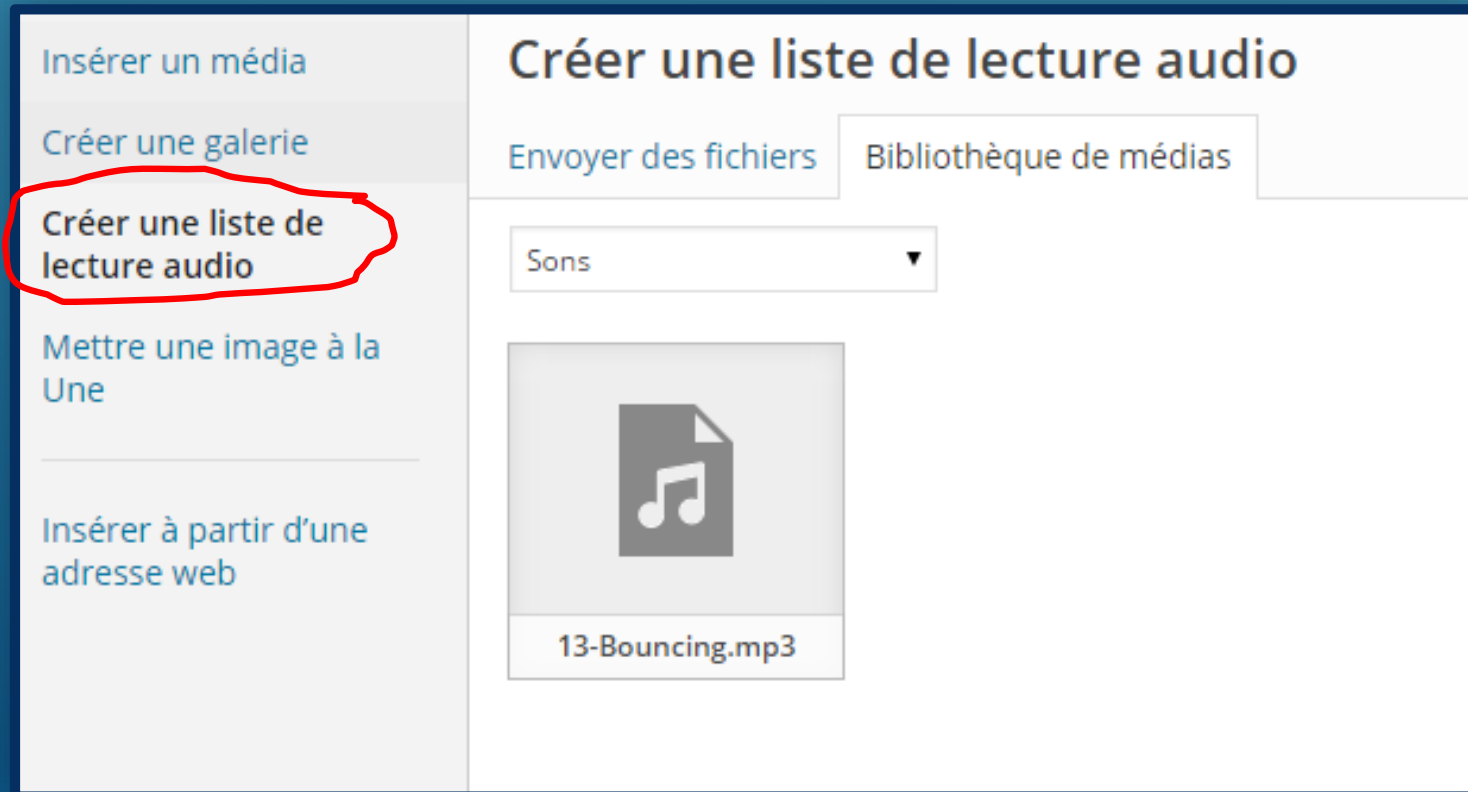 Insérer un média
Créer une galerie
Créer une liste de
lecture audio
Mettre une image à la
Une
Insérer à partir d’une
adresse web
Créer une liste de lecture audio
Envoyer des fichiers
Bibliothèque de médias
Sons
13-Bouncing.mp3